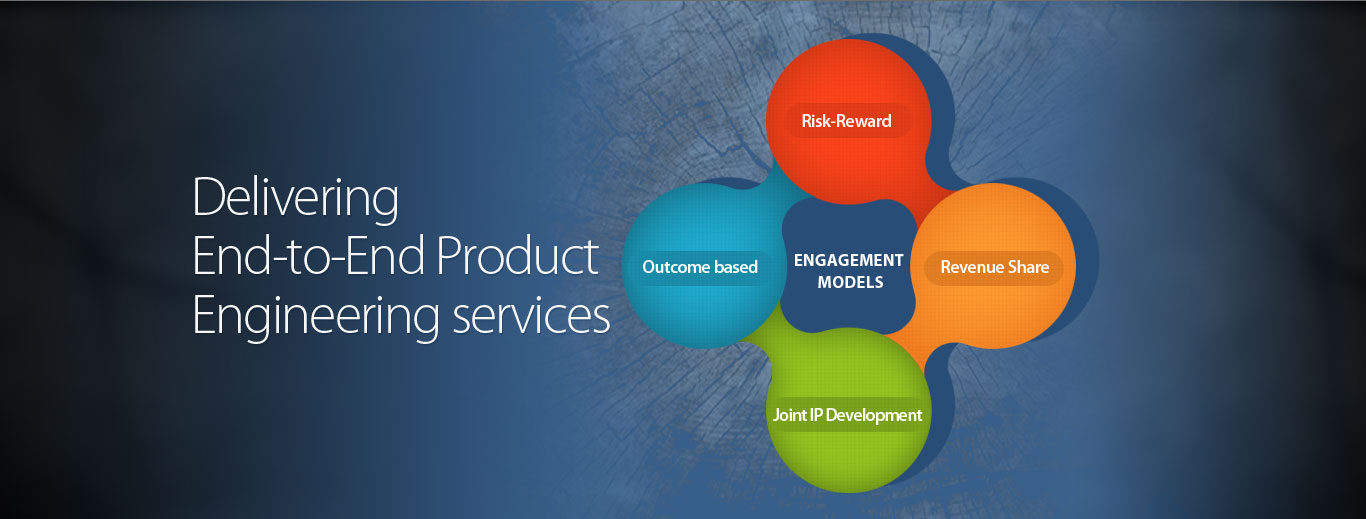 Delivering
End-to-End Product
Engineering services
Risk-Reward
Outcome based
ENGAGEMENT
MODELS
Revenue Share
Joint IP Development